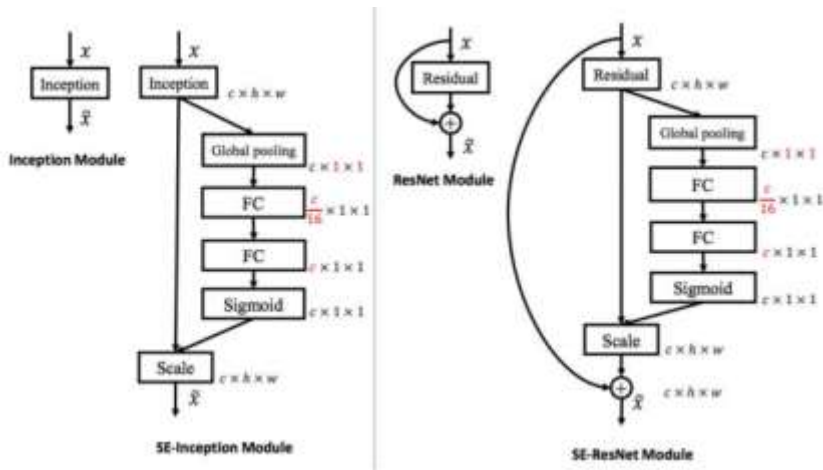 x
Inception
x̃
Inception Module
x
Inception
c × h × w
Global pooling
c × 1 × 1
FC
c/16 × 1 × 1
FC
c × 1 × 1
Sigmoid
c × 1 × 1
Scale
c × h × w
x̃
SE-Inception Module
x
Residual
+
x̃
ResNet Module
x
Residual
c × h × w
Global pooling
c × 1 × 1
FC
c/16 × 1 × 1
FC
c × 1 × 1
Sigmoid
c × 1 × 1
Scale
c × h × w
+
c × h × w
x̃
SE-ResNet Module